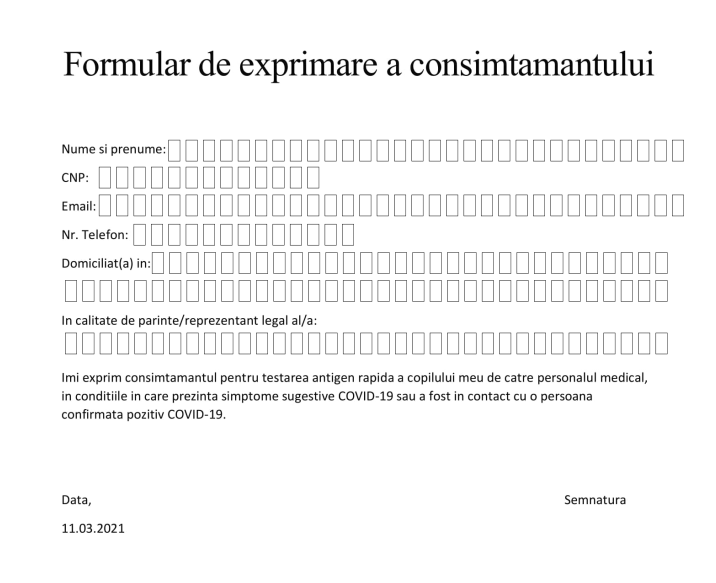 Formular de exprimare a consimtamantului
Nume si prenume:
CNP:
Email:
Nr. Telefon:
Domiciliat(a) in:
In calitate de parinte/reprezentant legal al/a:
Imi exprim consimtamantul pentru testarea antigen rapida a copilului meu de catre personalul medical,
in conditiile in care prezinta simptome sugestive COVID-19 sau a fost in contact cu o persoana
confirmata pozitiv COVID-19.
Data, Semnatura
11.03.2021